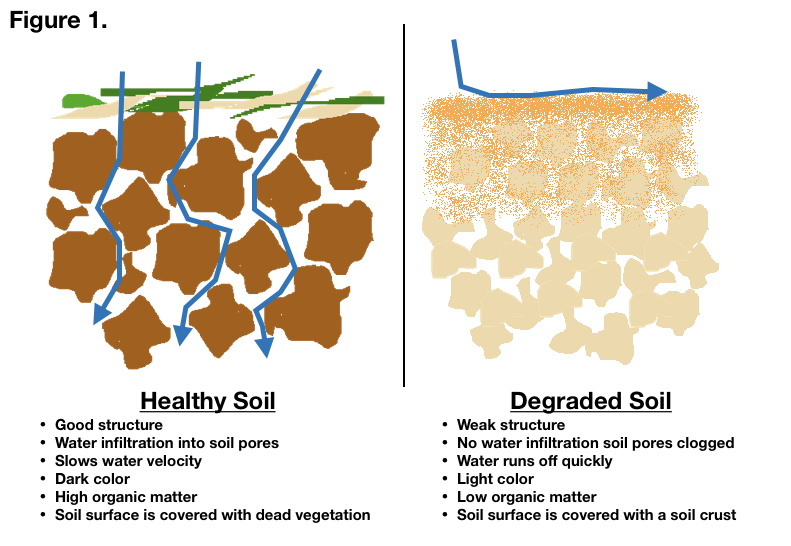 Figure 1.
Healthy Soil
• Good structure
• Water infiltration into soil pores
• Slows water velocity
• Dark color
• High organic matter
• Soil surface is covered with dead vegetation
Degraded Soil
• Weak structure
• No water infiltration soil pores clogged
• Water runs off quickly
• Light color
• Low organic matter
• Soil surface is covered with a soil crust